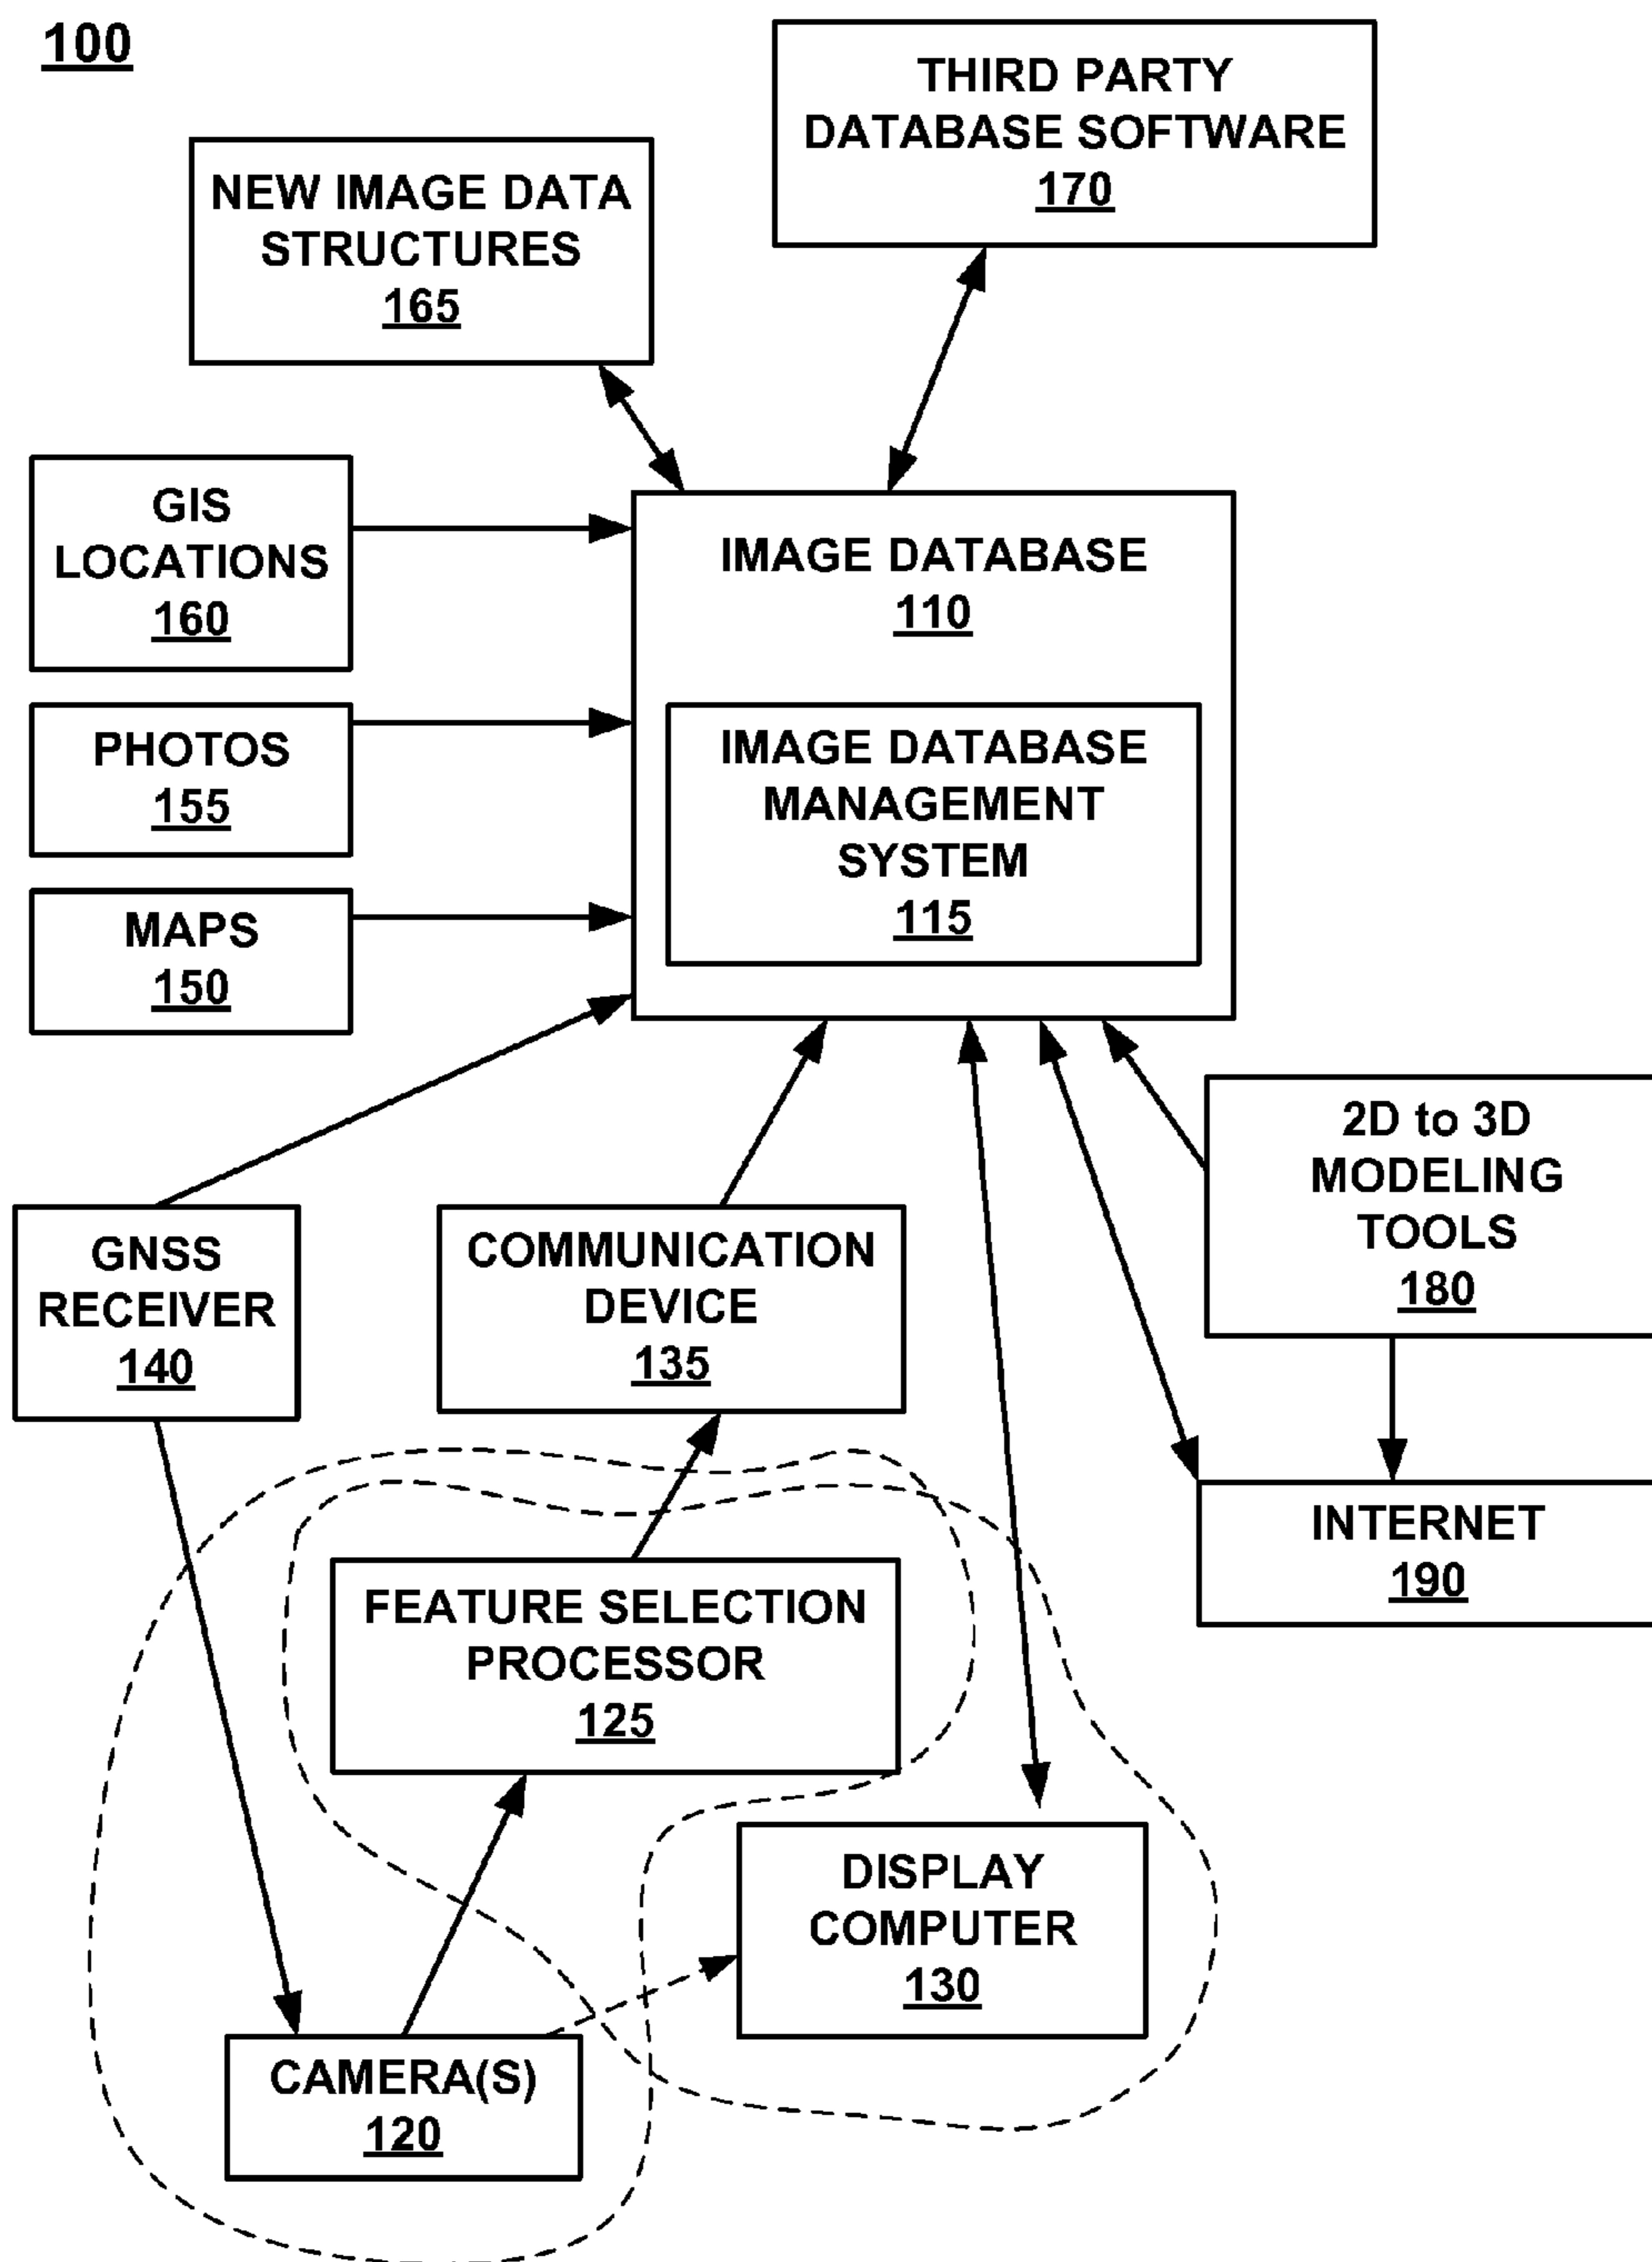 100
THIRD PARTY
DATABASE SOFTWARE
170
NEW IMAGE DATA
STRUCTURES
165
GIS
LOCATIONS
160
IMAGE DATABASE
110
PHOTOS
155
IMAGE DATABASE
MANAGEMENT
SYSTEM
115
MAPS
150
2D to 3D
MODELING
TOOLS
180
GNSS
RECEIVER
140
COMMUNICATION
DEVICE
135
INTERNET
190
FEATURE SELECTION
PROCESSOR
125
DISPLAY
COMPUTER
130
CAMERA(S)
120